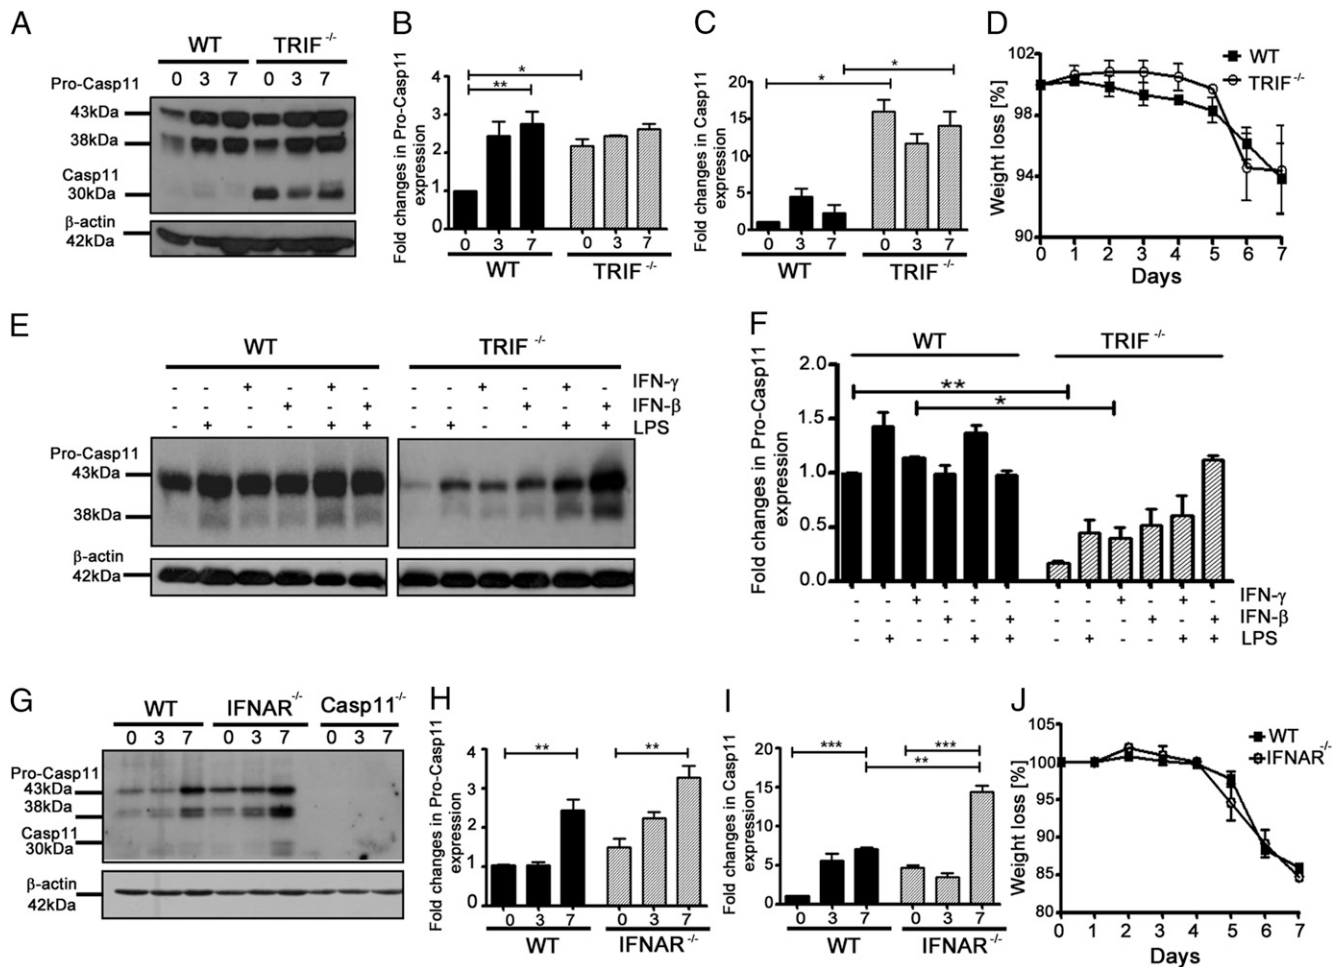 A
WT TRIF -/-
0 3 7 0 3 7
Pro-Casp11
43kDa
38kDa
Casp11
30kDa
β-actin
42kDa
B
Fold changes in Pro-Casp11
expression
4
3
2
1
0
*
**
0 3 7 0 3 7
WT TRIF -/-
C
Fold changes in Casp11
expression
20
15
10
5
0
* *
0 3 7 0 3 7
WT TRIF -/-
D
Weight loss [%]
102
98
94
90
WT
TRIF -/-
0 1 2 3 4 5 6 7
Days
E
WT TRIF -/-
- - + - + - - - + - + - IFN-γ
- - - + - + - - - + - + IFN-β
- + - - + + - + - - + + LPS
Pro-Casp11
43kDa
38kDa
β-actin
42kDa
F
WT TRIF -/-
Fold changes in Pro-Casp11
expression
2.0
1.5
1.0
0.5
0.0
**
*
- - + - + - - - + - + - IFN-γ
- - - + - + - - - + - + IFN-β
- + - - + + - + - - + + LPS
G
WT IFNAR -/- Casp11 -/-
0 3 7 0 3 7 0 3 7
Pro-Casp11
43kDa
38kDa
Casp11
30kDa
β-actin
42kDa
H
Fold changes in Pro-Casp11
expression
4
3
2
1
0
** **
0 3 7 0 3 7
WT IFNAR -/-
I
Fold changes in Casp11
expression
20
15
10
5
0
*** ***
**
0 3 7 0 3 7
WT IFNAR -/-
J
Weight loss [%]
105
100
95
90
85
80
WT
IFNAR -/-
0 1 2 3 4 5 6 7
Days